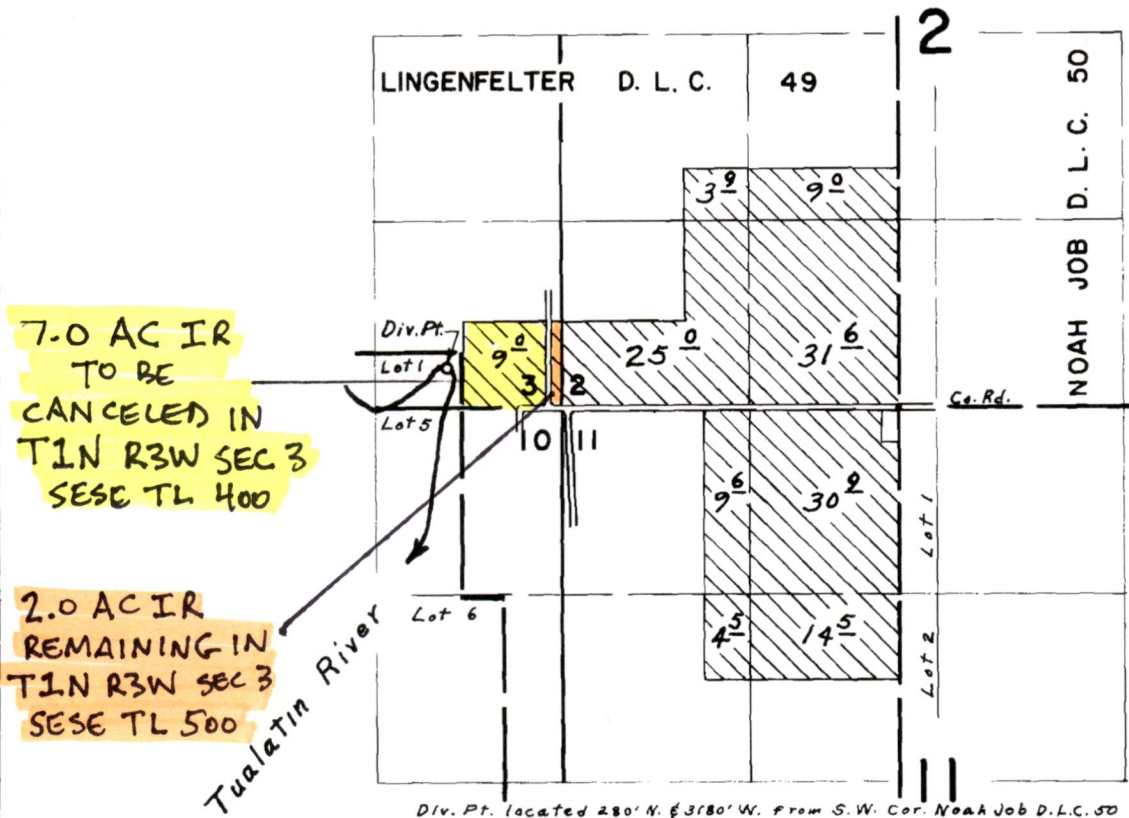 2
LINGENFELTER D. L. C. 49
NOAH JOB D. L. C. 50
3 9
9 0
7.0 AC IR
TO BE
CANCELED IN
T1N R3W SEC 3
SESE TL 400
Div. Pt.
Lot 1
Lot 5
9 0
3 2
25 0
31 6
Co. Rd.
10 11
9 6
30 9
Lot 1
2.0 AC IR
REMAINING IN
T1N R3W SEC 3
SESE TL 500
Lot 6
Tualatin River
4 5
14 5
Lot 2
11
Div. Pt. located 280' N. & 3180' W. from S.W. Cor. Noah Job D.L.C. 50